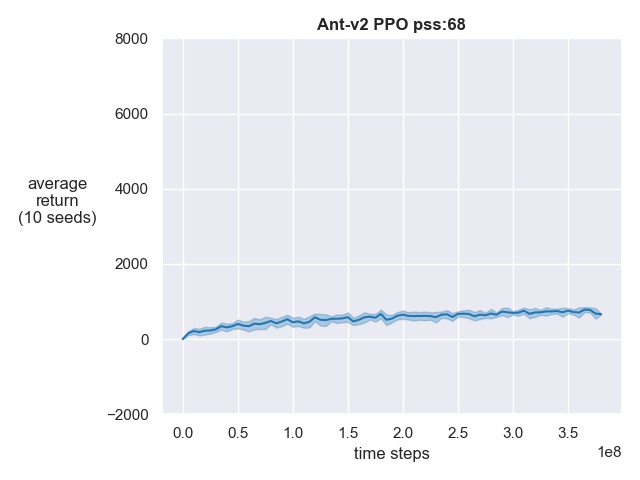 Ant-v2 PPO pss:68
8000
6000
4000
2000
0
−2000
average
return
(10 seeds)
0.0 0.5 1.0 1.5 2.0 2.5 3.0 3.5
1e8
time steps